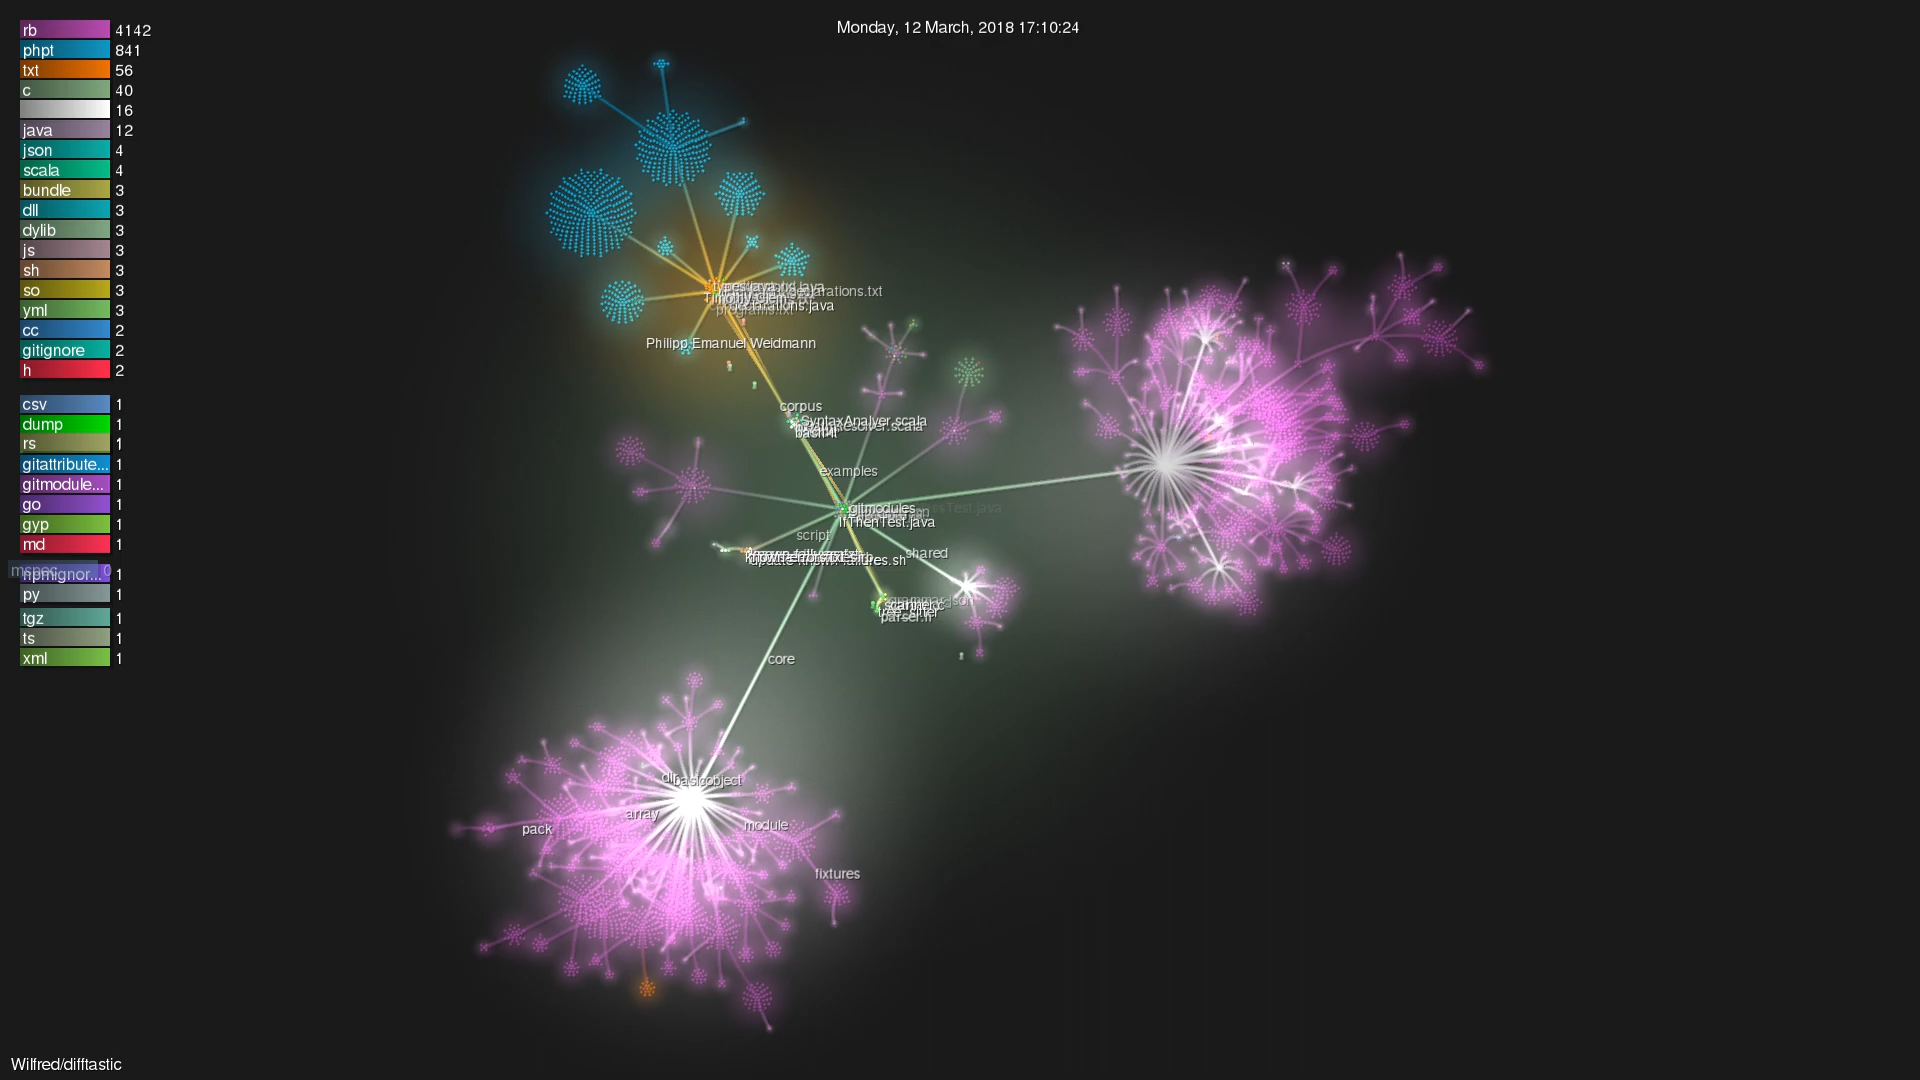 Monday, 12 March, 2018 17:10:24
rb 4142
phpt 841
txt 56
c 40
16
java 12
json 4
scala 4
bundle 3
dll 3
dylib 3
js 3
sh 3
so 3
yml 3
cc 2
gitignore 2
h 2
csv 1
dump 1
rs 1
gitattribute... 1
gitmodule... 1
go 1
gyp 1
md 1
mspec 0
npmignor... 1
py 1
tgz 1
ts 1
xml 1
Philipp Emanuel Weidmann
corpus
examples
gitmodules
IfThenTest.java
script
shared
parser.h
core
dir
basicobject
array
module
pack
fixtures
Wilfred/difftastic